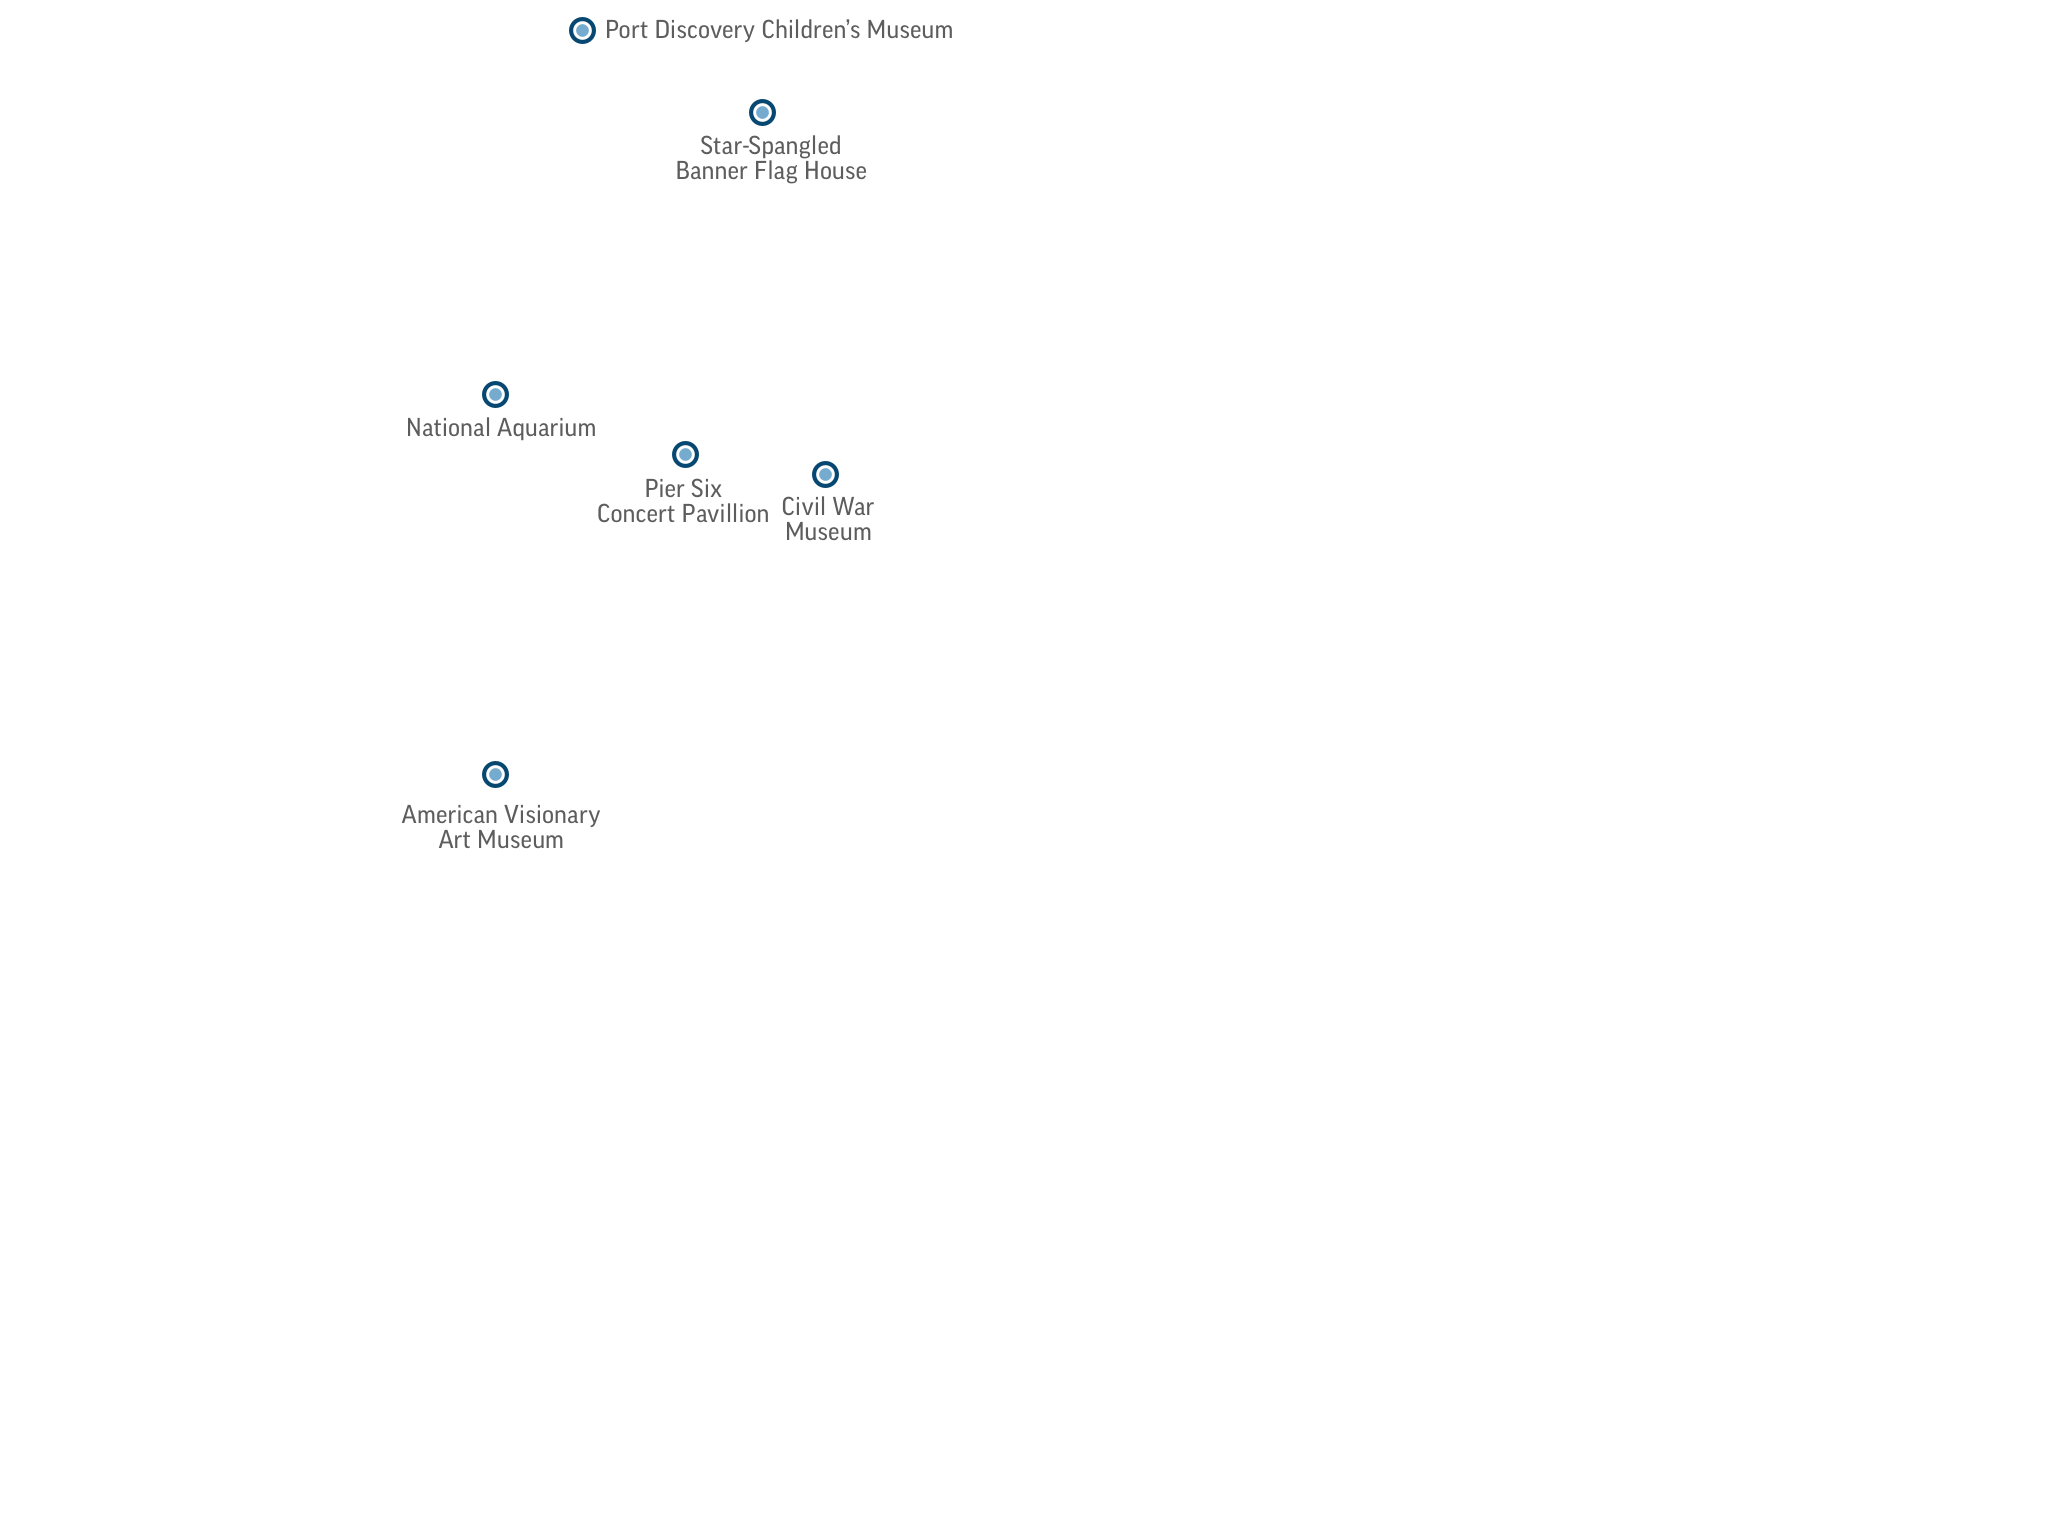 Port Discovery Children’s Museum
Star-Spangled
Banner Flag House
National Aquarium
Pier Six
Concert Pavillion
Civil War
Museum
American Visionary
Art Museum